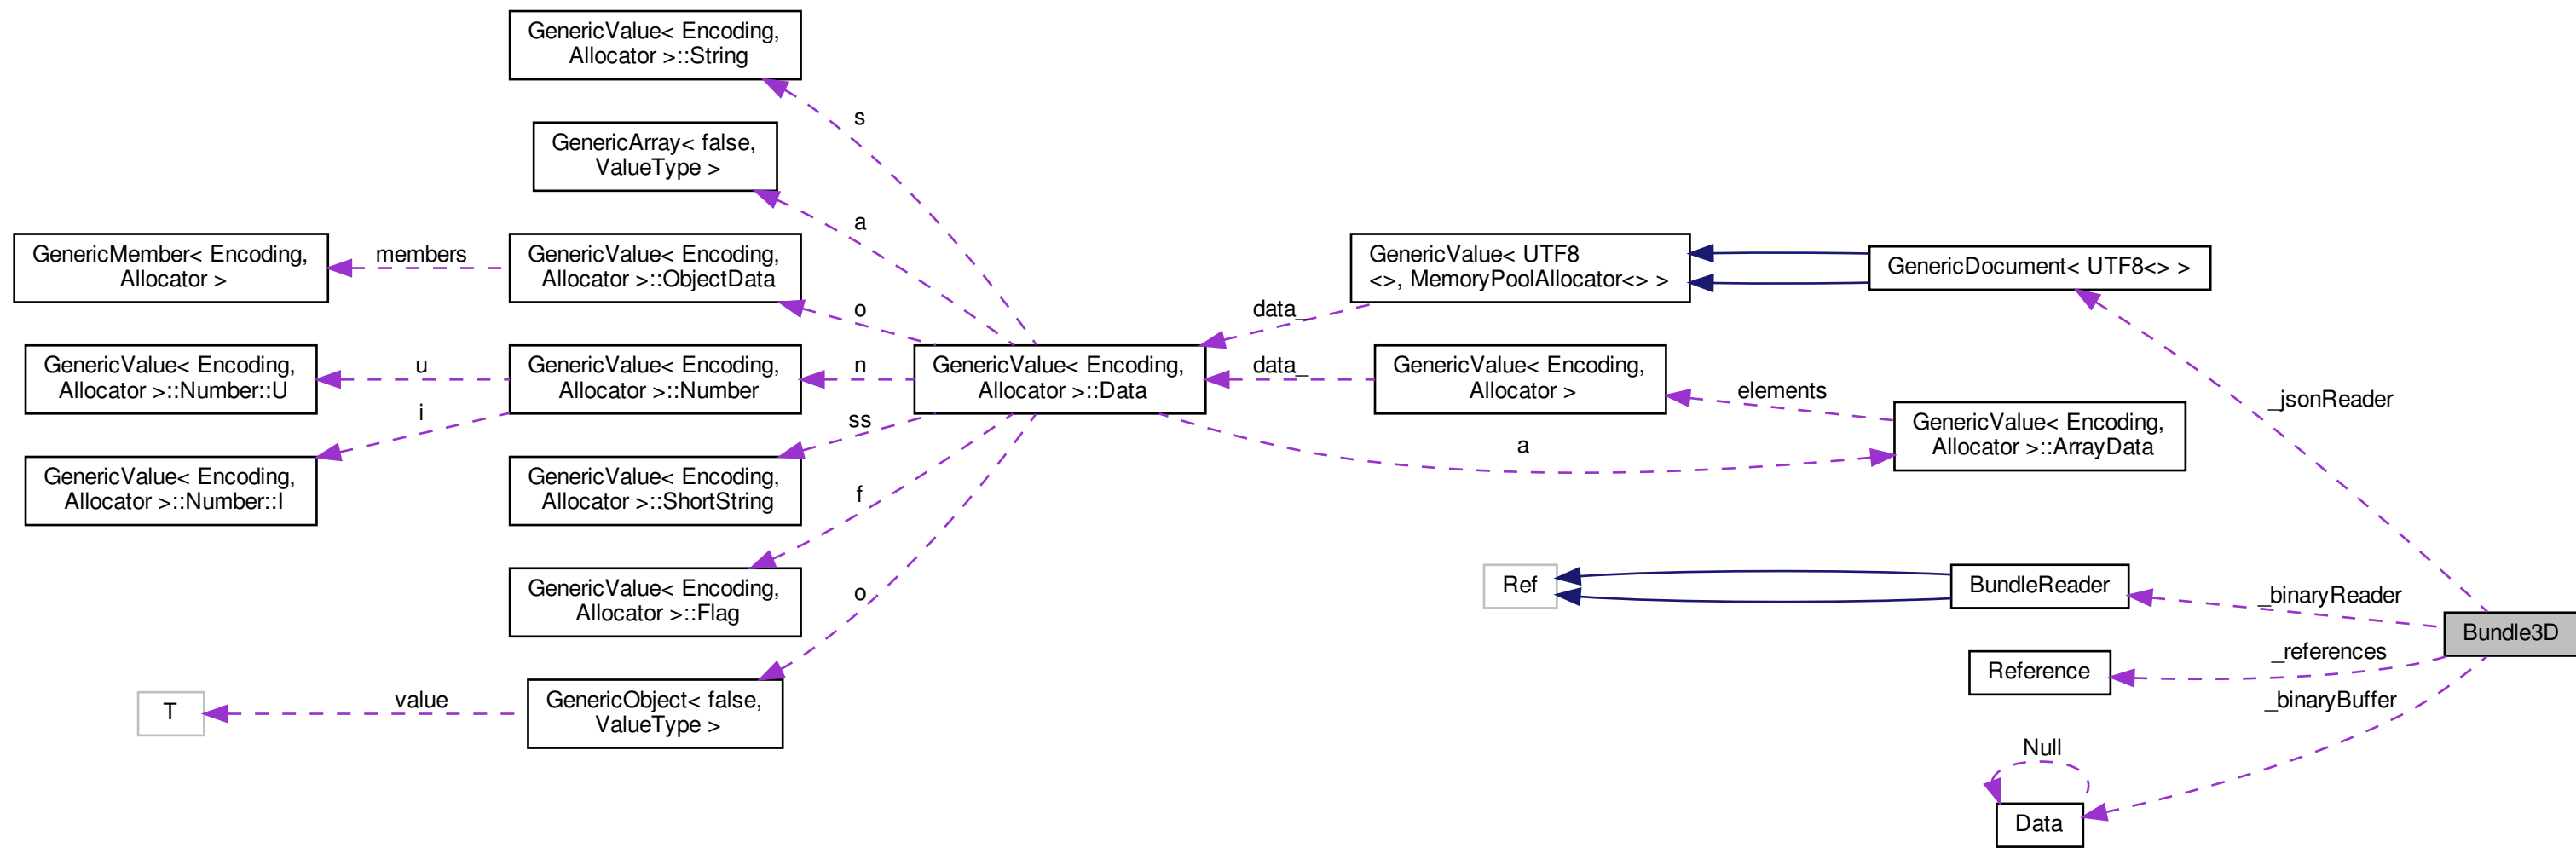 GenericValue< Encoding,
Allocator >::String
s
GenericArray< false,
ValueType >
a
GenericMember< Encoding,
Allocator >
members
GenericValue< Encoding,
Allocator >::ObjectData
o
GenericValue< UTF8
<>, MemoryPoolAllocator<> >
GenericDocument< UTF8<> >
data_
GenericValue< Encoding,
Allocator >::Number::U
u
GenericValue< Encoding,
Allocator >::Number
n
GenericValue< Encoding,
Allocator >::Data
data_
GenericValue< Encoding,
Allocator >
elements
GenericValue< Encoding,
Allocator >::ArrayData
_jsonReader
i
ss
a
GenericValue< Encoding,
Allocator >::Number::I
GenericValue< Encoding,
Allocator >::ShortString
f
GenericValue< Encoding,
Allocator >::Flag
o
Ref
BundleReader
_binaryReader
Bundle3D
Reference
_references
T
value
GenericObject< false,
ValueType >
_binaryBuffer
Null
Data